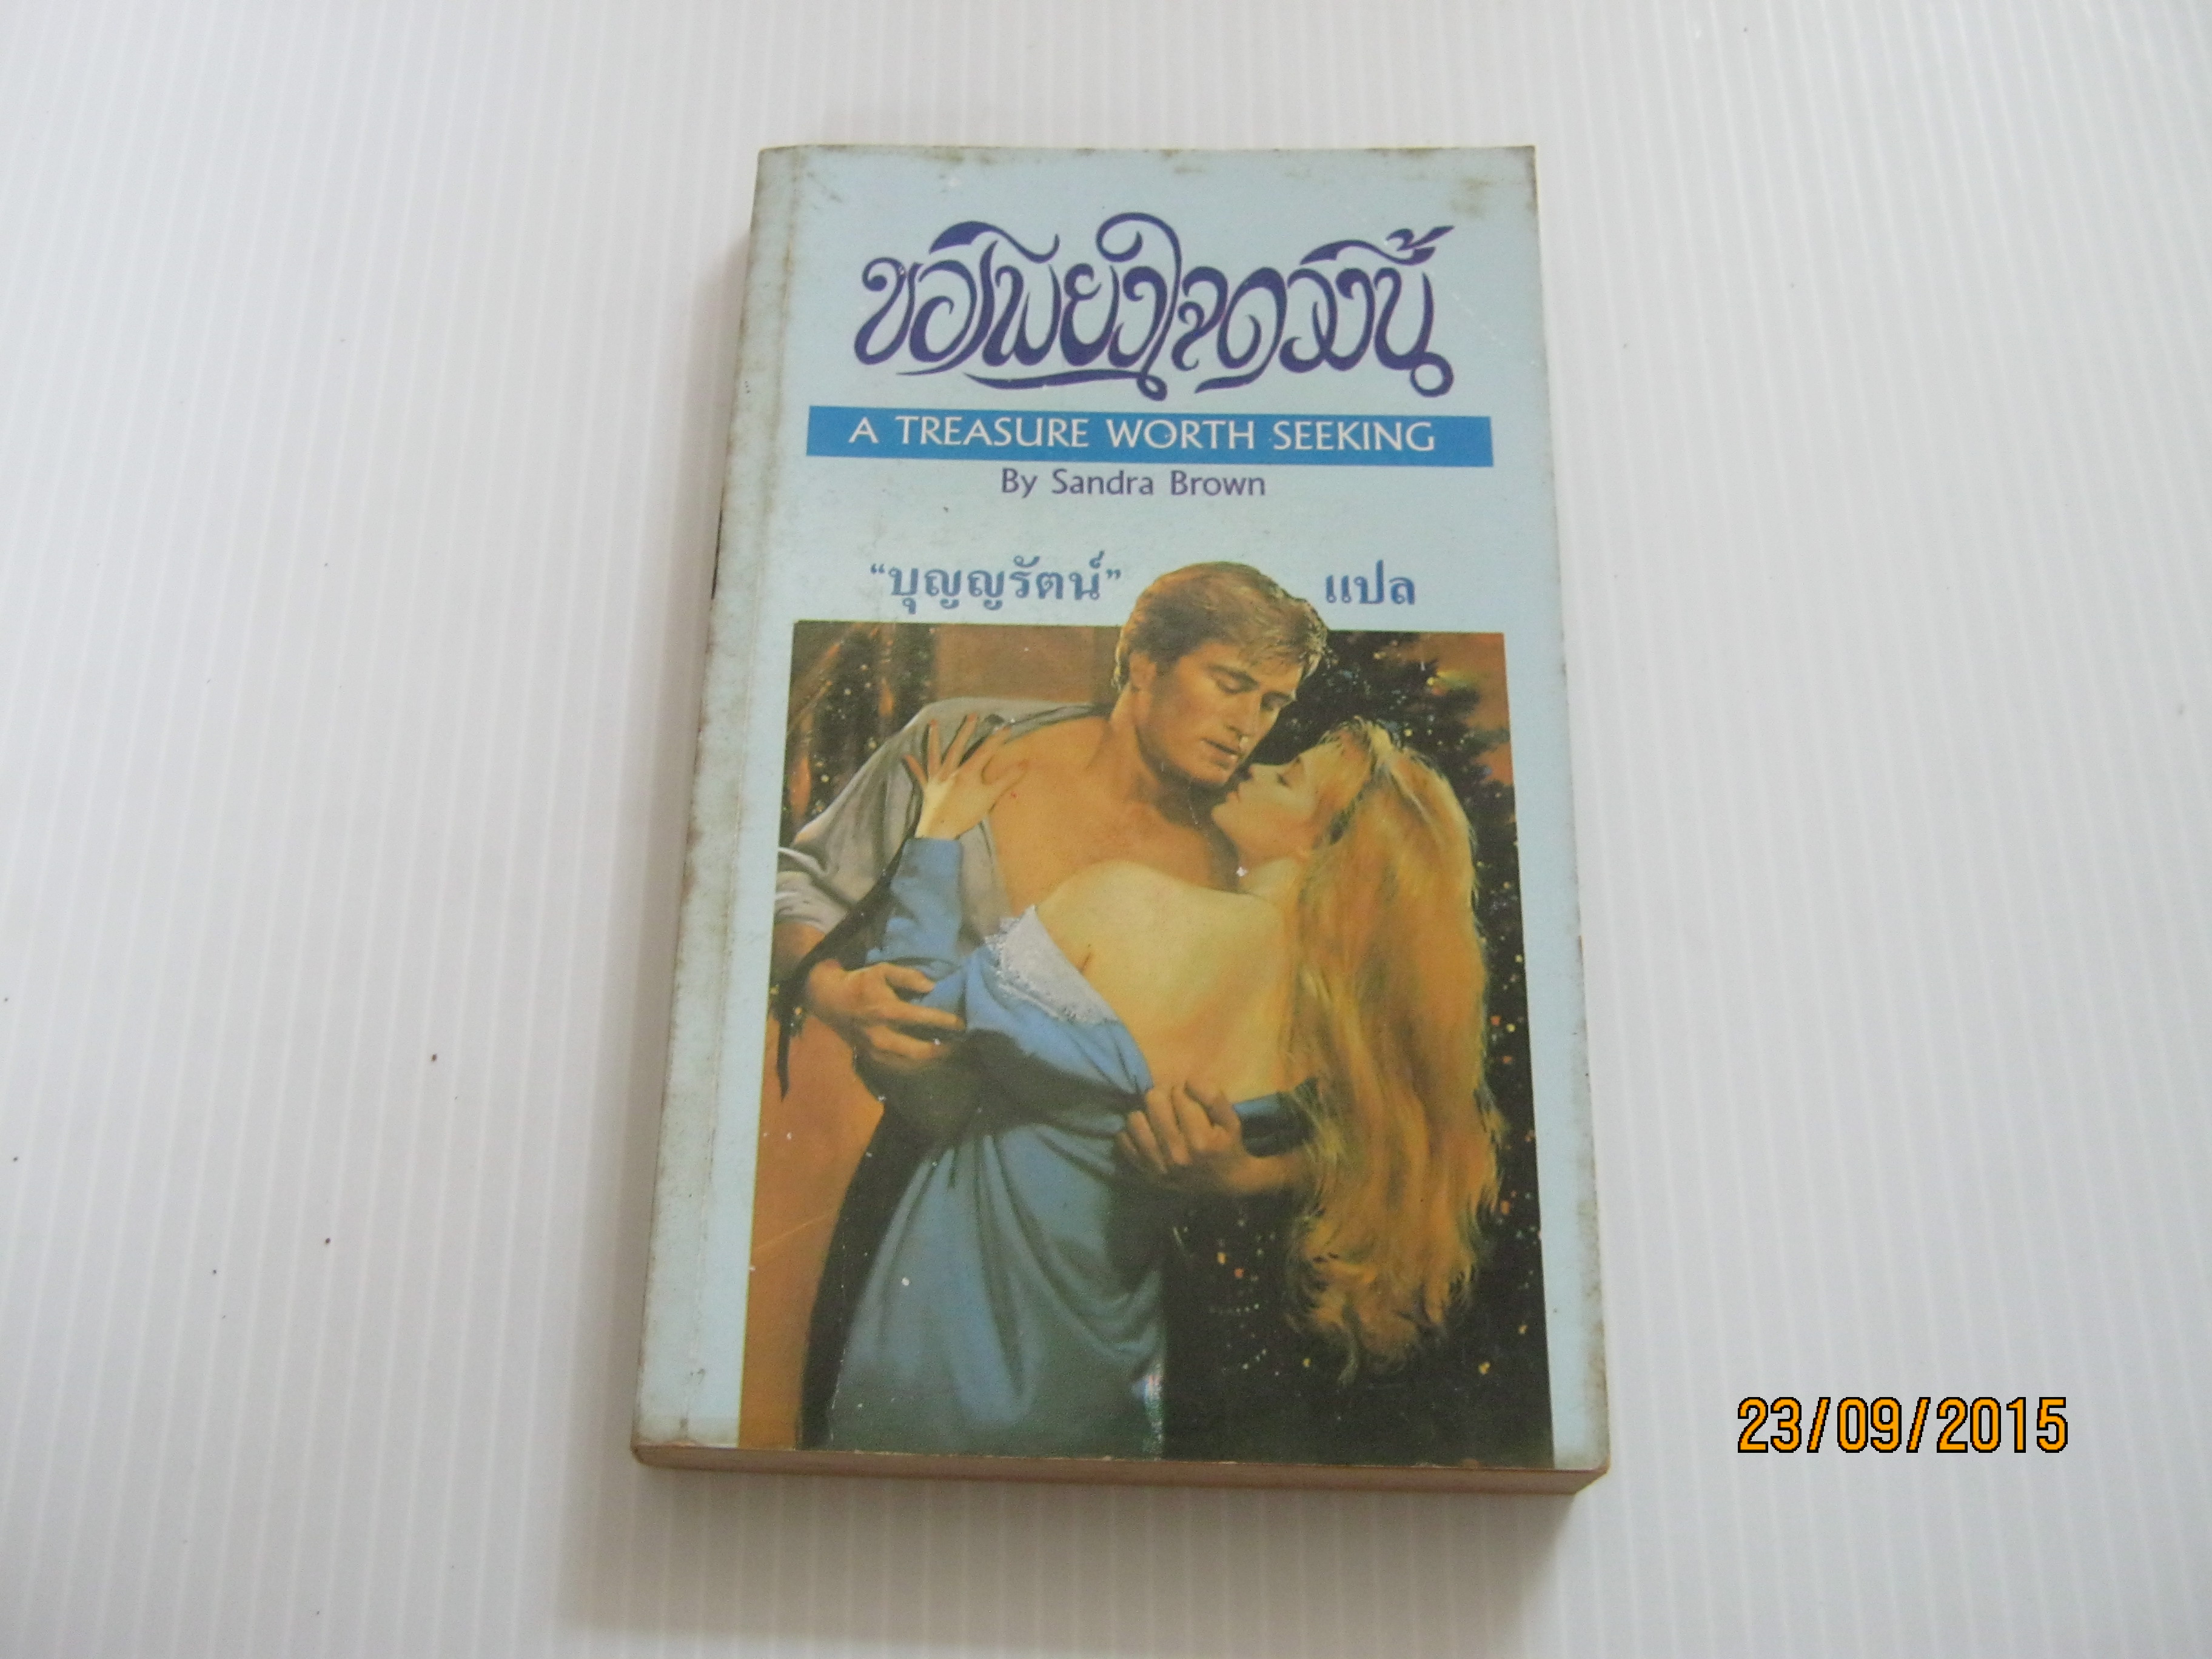 ขอเพียงใจดวงนี้
A TREASURE WORTH SEEKING
By Sandra Brown
“บุญญรัตน์” แปล
23/09/2015